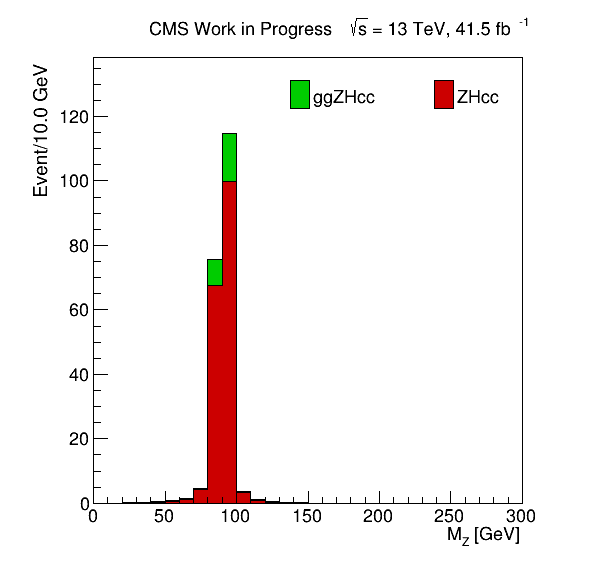 CMS Work in Progress √s = 13 TeV, 41.5 fb⁻¹
Event/10.0 GeV
ggZHcc ZHcc
120
100
80
60
40
20
0
0 50 100 150 200 250 300
M_Z [GeV]